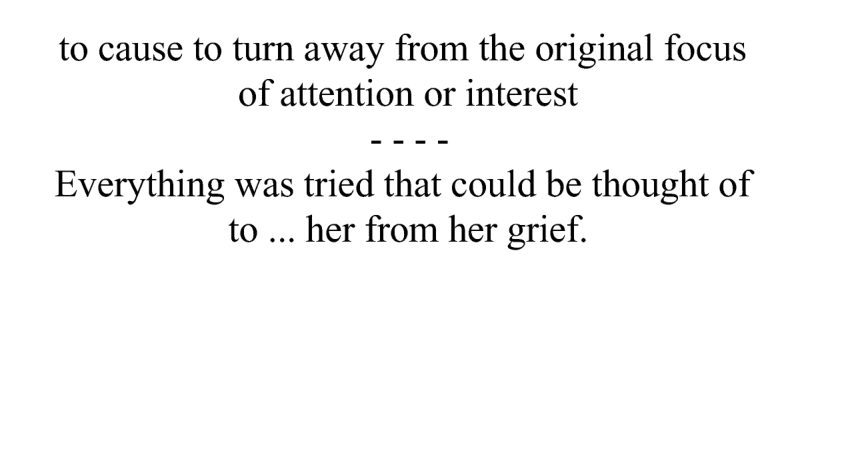 to cause to turn away from the original focus
of attention or interest
- - - -
Everything was tried that could be thought of
to ... her from her grief.